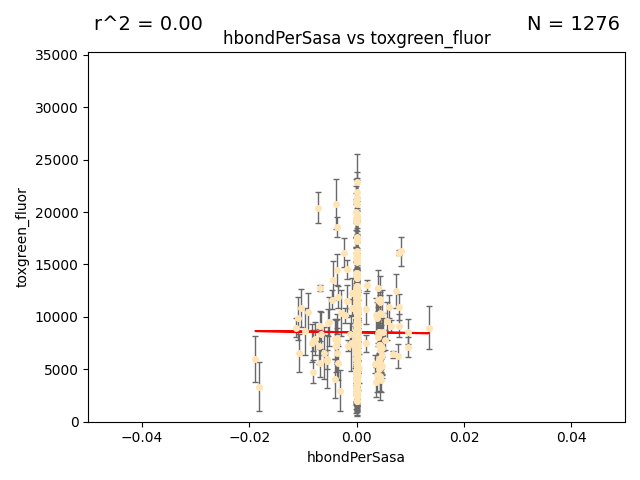 r^2 = 0.00
N = 1276
hbondPerSasa vs toxgreen_fluor
35000
30000
25000
20000
15000
10000
5000
0
toxgreen_fluor
−0.04
−0.02
0.00
0.02
0.04
hbondPerSasa